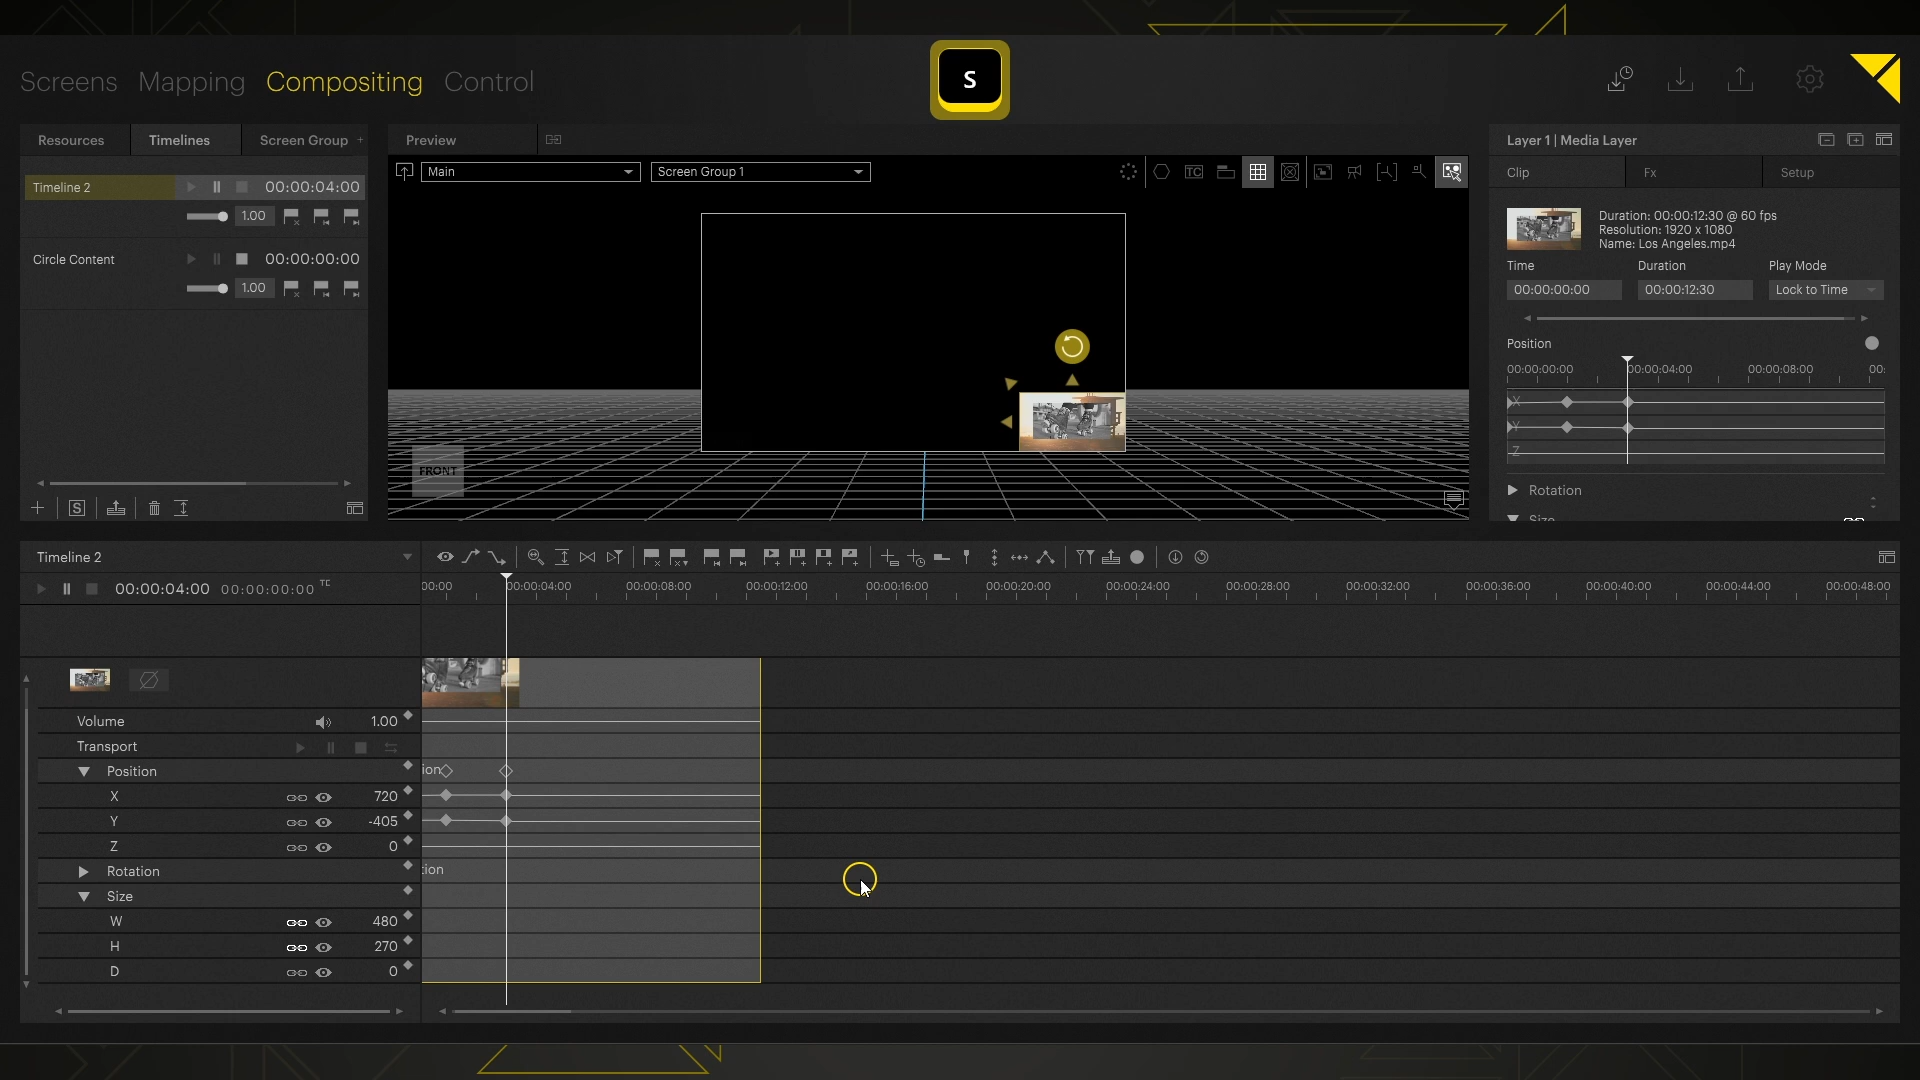 S
Screens Mapping Compositing Control
Resources Timelines Screen Group +
Preview
Layer 1 | Media Layer
Main
Screen Group 1
TC
Clip Fx Setup
Timeline 2 00:00:04:00
1.00
Circle Content 00:00:00:00
1.00
Duration: 00:00:12:30 @ 60 fps
Resolution: 1920 x 1080
Name: Los Angeles.mp4
Time Duration Play Mode
00:00:00:00 00:00:12:30 Lock to Time
Position
00:00:00:00 00:00:04:00 00:00:08:00 00:
X
Y
Z
FRONT
Rotation
Size
S
Timeline 2
00:00:04:00 00:00:00:00 TC
00:00 00:00:04:00 00:00:08:00 00:00:12:00 00:00:16:00 00:00:20:00 00:00:24:00 00:00:28:00 00:00:32:00 00:00:36:00 00:00:40:00 00:00:44:00 00:00:48:00
Volume 1.00
Transport
Position ion
X 720
Y -405
Z 0
Rotation tion
Size
W 480
H 270
D 0